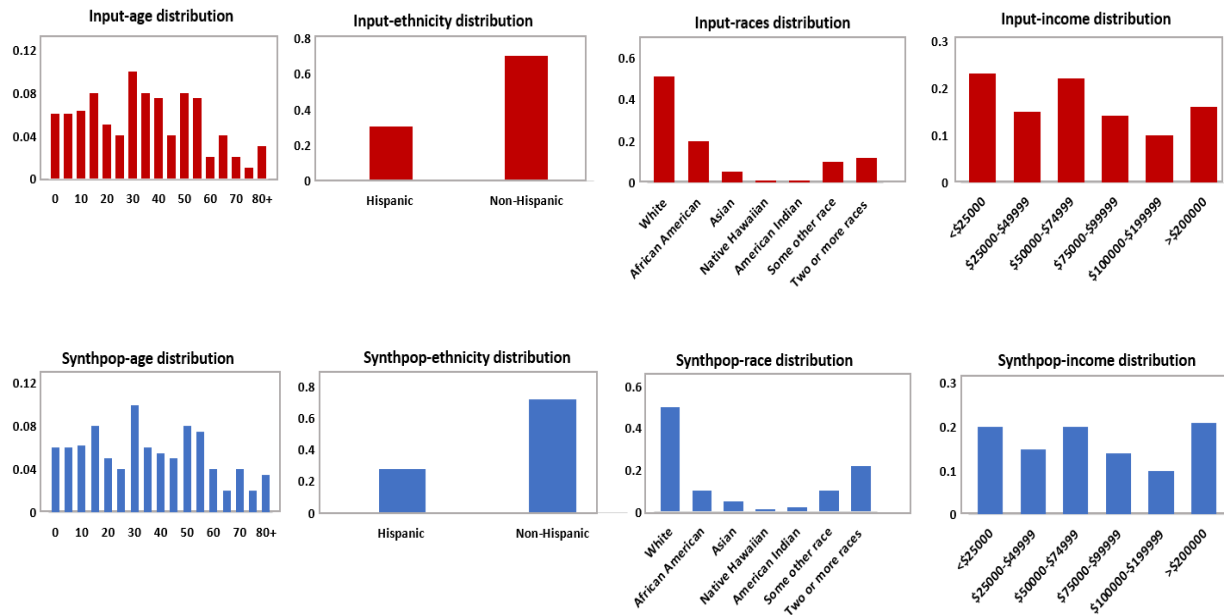 Input-age distribution
0.12
0.08
0.04
0
0 10 20 30 40 50 60 70 80+
Input-ethnicity distribution
0.8
0.6
0.4
0.2
0
Hispanic Non-Hispanic
Input-races distribution
0.6
0.4
0.2
0
White
African American
Asian
Native Hawaiian
American Indian
Some other race
Two or more races
Input-income distribution
0.3
0.2
0.1
0
<$25000
$25000-$49999
$50000-$74999
$75000-$99999
$100000-$199999
>$200000
Synthpop-age distribution
0.12
0.08
0.04
0
0 10 20 30 40 50 60 70 80+
Synthpop-ethnicity distribution
0.8
0.6
0.4
0.2
0
Hispanic Non-Hispanic
Synthpop-race distribution
0.6
0.4
0.2
0
White
African American
Asian
Native Hawaiian
American Indian
Some other race
Two or more races
Synthpop-income distribution
0.3
0.2
0.1
0
<$25000
$25000-$49999
$50000-$74999
$75000-$99999
$100000-$199999
>$200000